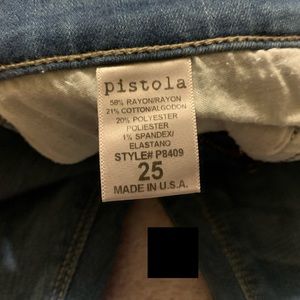 pistola
58% RAYON/RAYON
21% COTTON/ALGODON
20% POLYESTER
POLIESTER
1% SPANDEX/
ELASTANO
STYLE# P8409
25
MADE IN U.S.A.